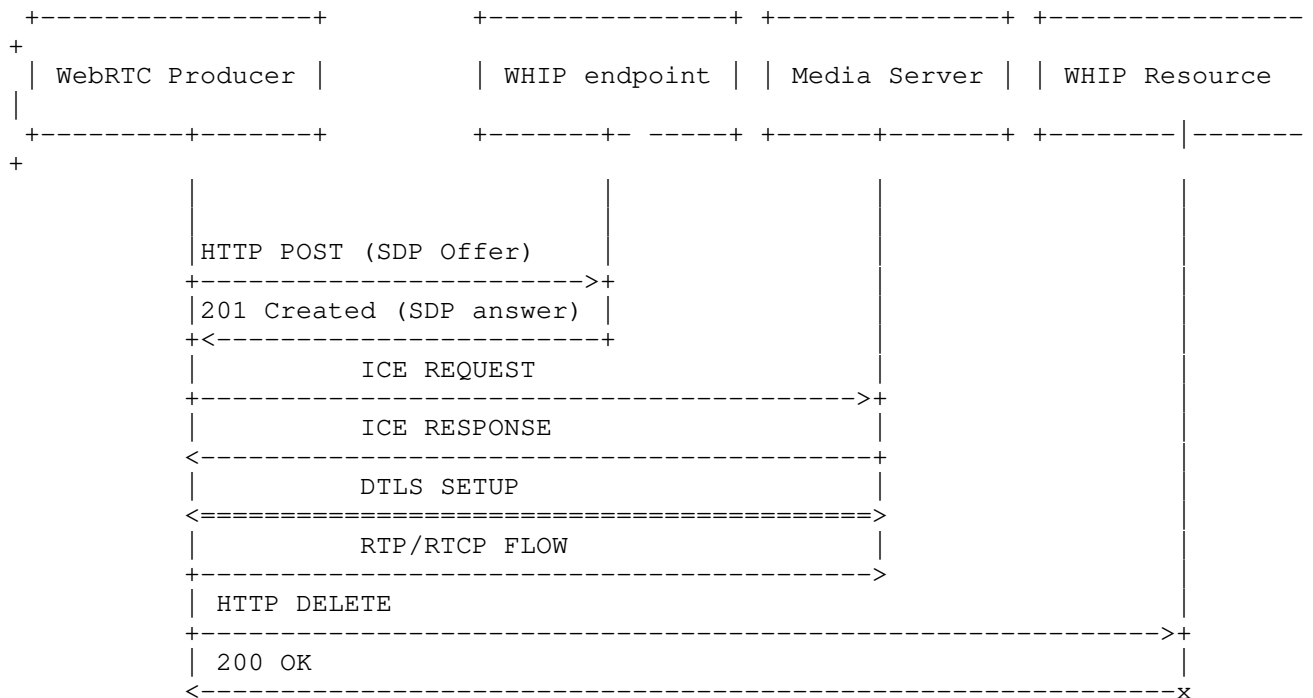 WebRTC Producer WHIP endpoint Media Server WHIP Resource
HTTP POST (SDP Offer)
201 Created (SDP answer)
ICE REQUEST
ICE RESPONSE
DTLS SETUP
RTP/RTCP FLOW
HTTP DELETE
200 OK